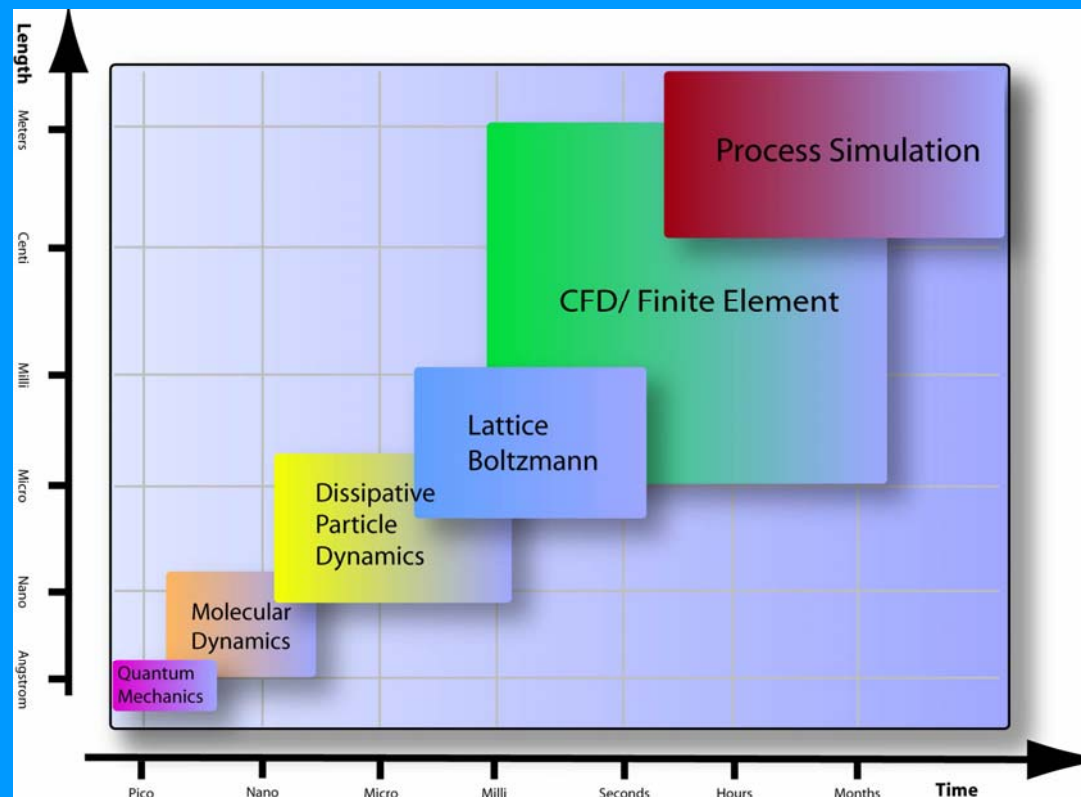 Length
Meters
Centi
Milli
Micro
Nano
Angstrom
Process Simulation
CFD/ Finite Element
Lattice
Boltzmann
Dissipative
Particle
Dynamics
Molecular
Dynamics
Quantum
Mechanics
Pico
Nano
Micro
Milli
Seconds
Hours
Months
Time